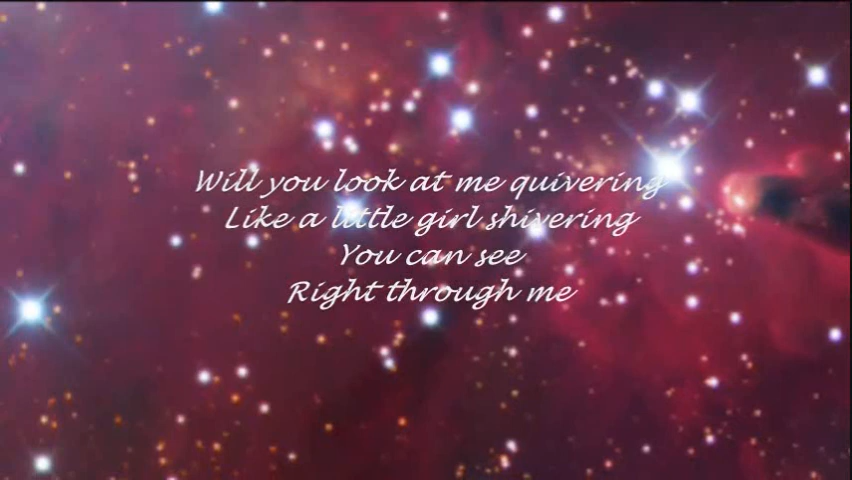 Will you look at me quivering
Like a little girl shivering
You can see
Right through me